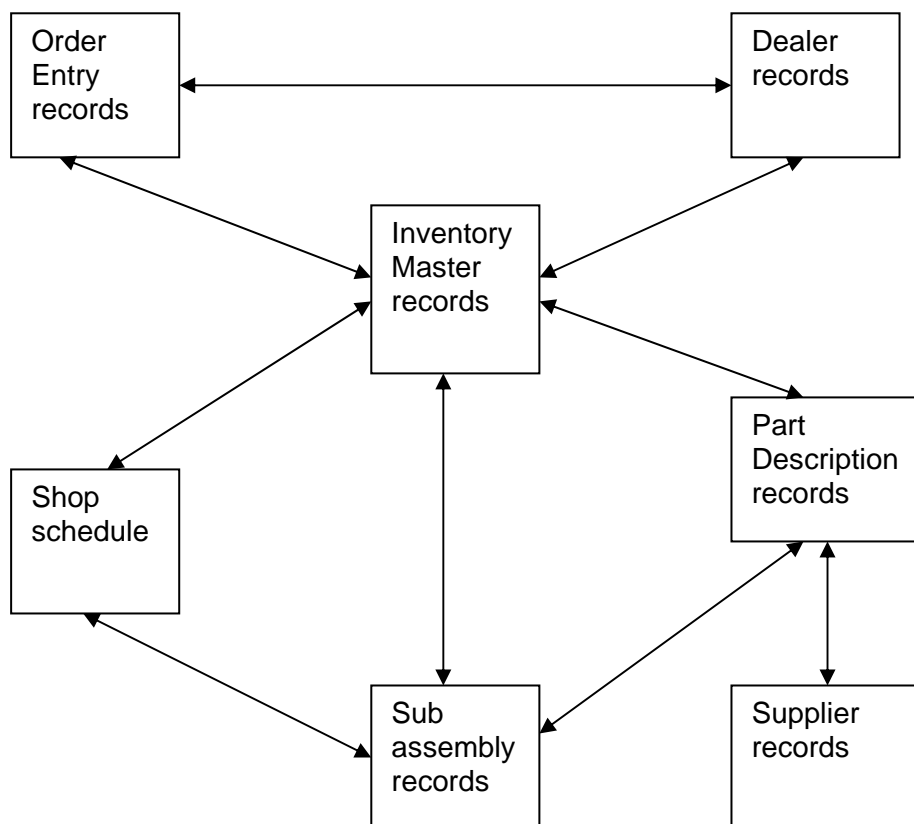 Order
Entry
records
Dealer
records
Inventory
Master
records
Part
Description
records
Shop
schedule
Sub
assembly
records
Supplier
records